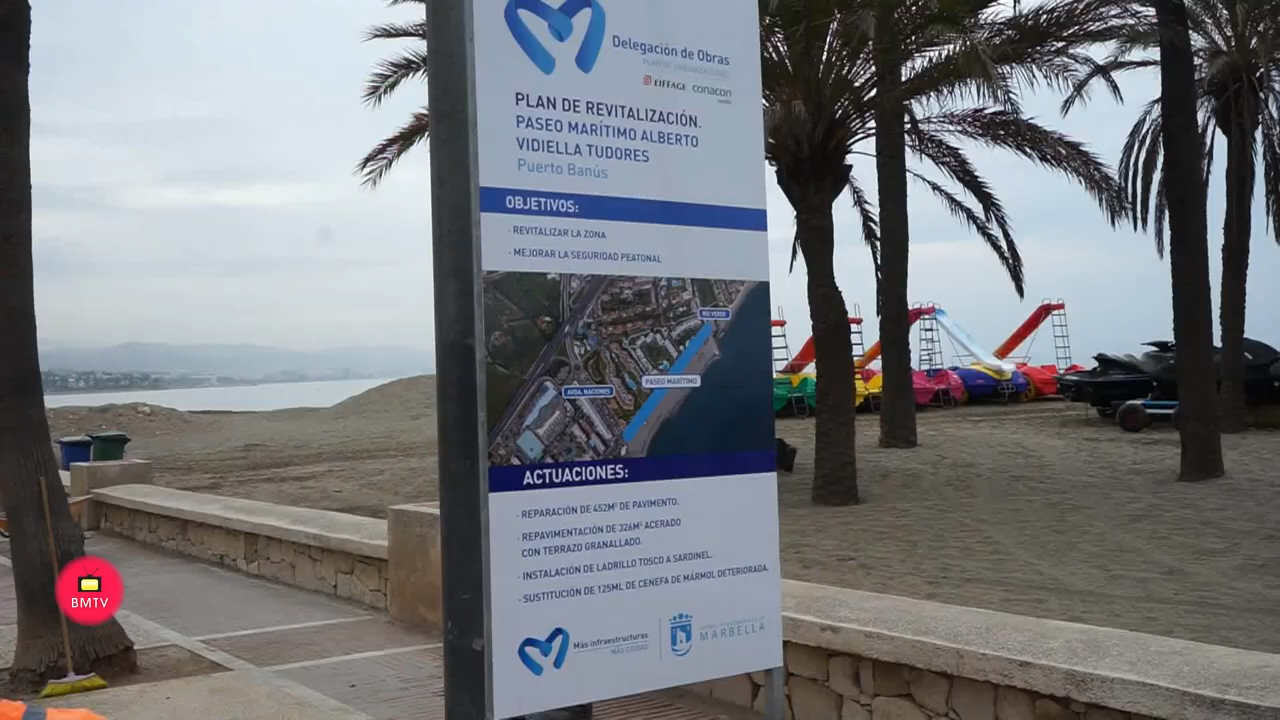 Delegación de Obras
EIFFAGE conacon
PLAN DE REVITALIZACIÓN.
PASEO MARÍTIMO ALBERTO
VIDIELLA TUDORES
Puerto Banús
OBJETIVOS:
· REVITALIZAR LA ZONA
· MEJORAR LA SEGURIDAD PEATONAL
RÍO VERDE
PASEO MARÍTIMO
AVDA. NACIONES
ACTUACIONES:
· REPARACIÓN DE 452M² DE PAVIMENTO.
· REPAVIMENTACIÓN DE 326M² ACERADO
CON TERRAZO GRANALLADO.
· INSTALACIÓN DE LADRILLO TOSCO A SARDINEL.
· SUSTITUCIÓN DE 125ML DE CENEFA DE MÁRMOL DETERIORADA.
Más infraestructuras
MÁS CIUDAD
MARBELLA
BMTV